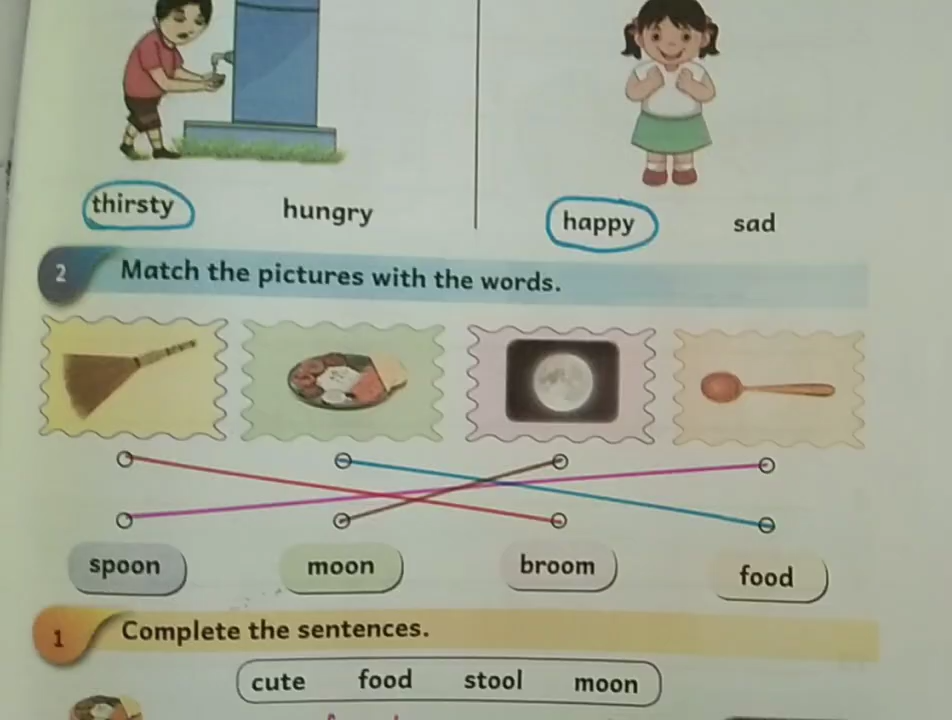 thirsty hungry happy sad
2 Match the pictures with the words.
spoon moon broom food
1 Complete the sentences.
cute food stool moon